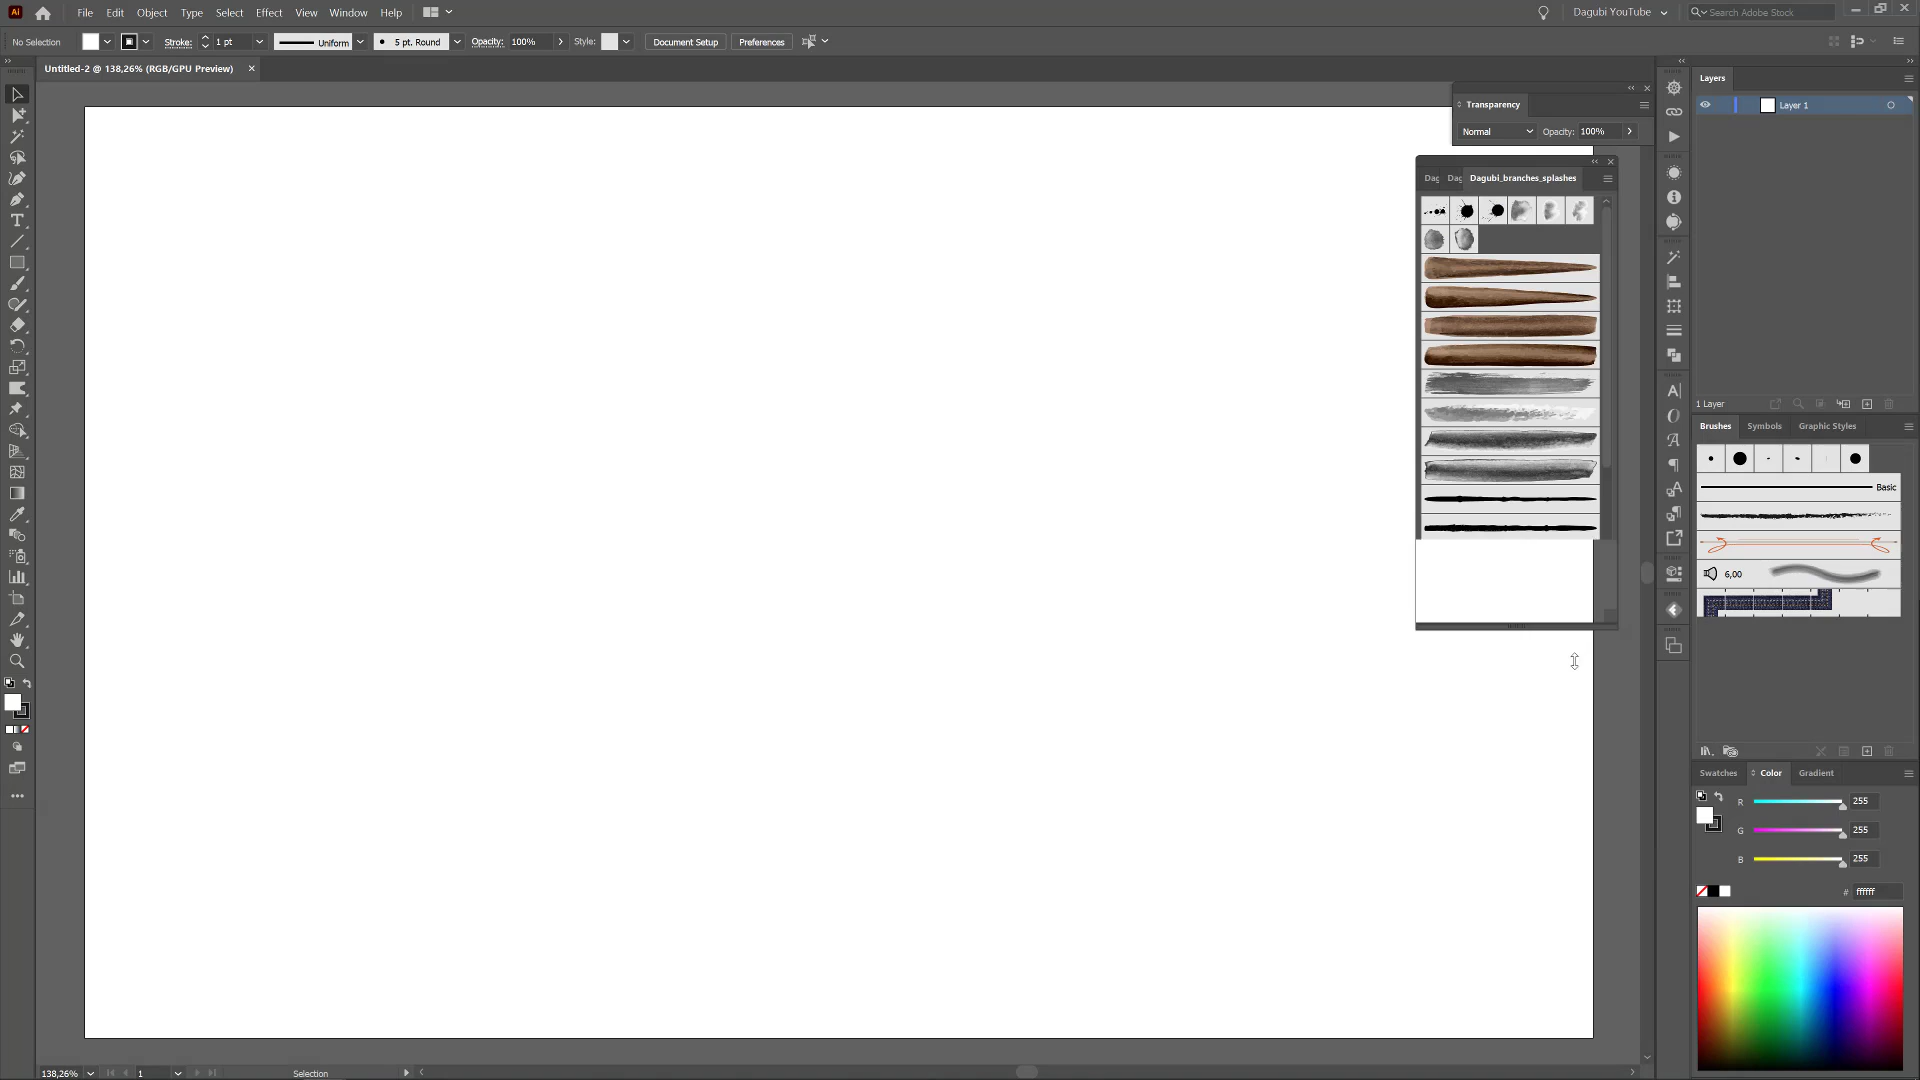 Ai File Edit Object Type Select Effect View Window Help Dagubi YouTube Search Adobe Stock
No Selection Stroke: 1 pt Uniform 5 pt. Round Opacity: 100% Style: Document Setup Preferences
Untitled-2 @ 138,26% (RGB/GPU Preview)
Layers
Transparency
Layer 1
Normal Opacity: 100%
Dag Dag Dagubi_branches_splashes
1 Layer
Brushes Symbols Graphic Styles
Basic
6,00
Swatches Color Gradient
R 255
G 255
B 255
# ffffff
138,26% 1 Selection